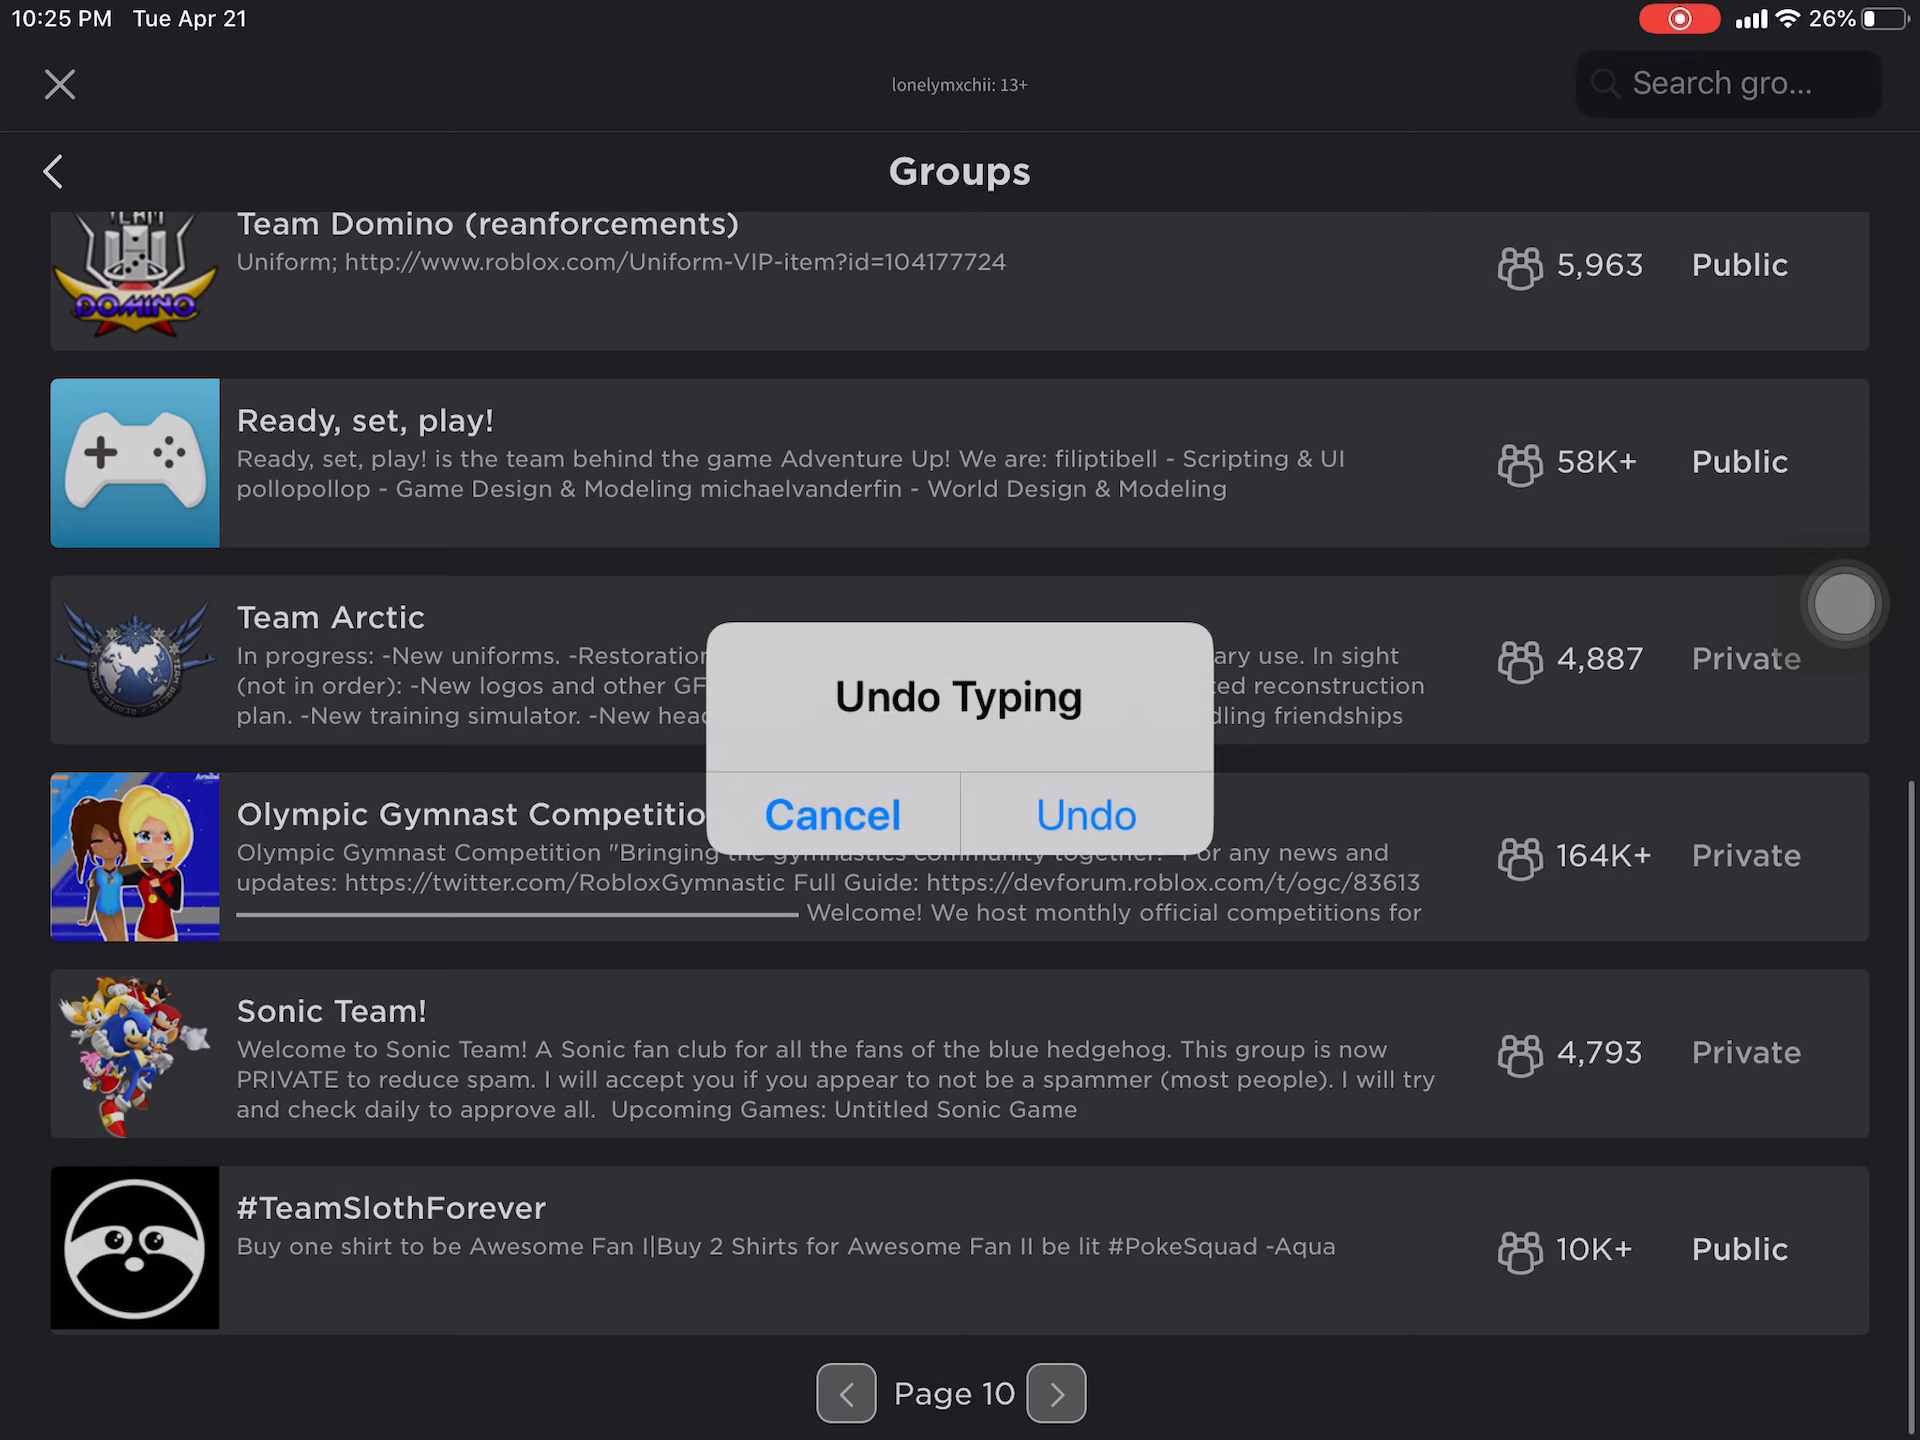 10:25 PM Tue Apr 21
26%
lonelymxchii: 13+
Search gro...
Groups
TEAM
DOMINO
Team Domino (reanforcements)
Uniform; http://www.roblox.com/Uniform-VIP-item?id=104177724
5,963
Public
Ready, set, play!
Ready, set, play! is the team behind the game Adventure Up! We are: filiptibell - Scripting & UI
pollopollop - Game Design & Modeling michaelvanderfin - World Design & Modeling
58K+
Public
Team Arctic
In progress: -New uniforms. -Restoration
ary use. In sight
(not in order): -New logos and other GF
ted reconstruction
plan. -New training simulator. -New head
dling friendships
4,887
Private
Undo Typing
Cancel
Undo
Olympic Gymnast Competitio
Olympic Gymnast Competition "Bringing the gymnastics community together." For any news and
updates: https://twitter.com/RobloxGymnastic Full Guide: https://devforum.roblox.com/t/ogc/83613
Welcome! We host monthly official competitions for
164K+
Private
Sonic Team!
Welcome to Sonic Team! A Sonic fan club for all the fans of the blue hedgehog. This group is now
PRIVATE to reduce spam. I will accept you if you appear to not be a spammer (most people). I will try
and check daily to approve all.  Upcoming Games: Untitled Sonic Game
4,793
Private
#TeamSlothForever
Buy one shirt to be Awesome Fan I|Buy 2 Shirts for Awesome Fan II be lit #PokeSquad -Aqua
10K+
Public
Page 10